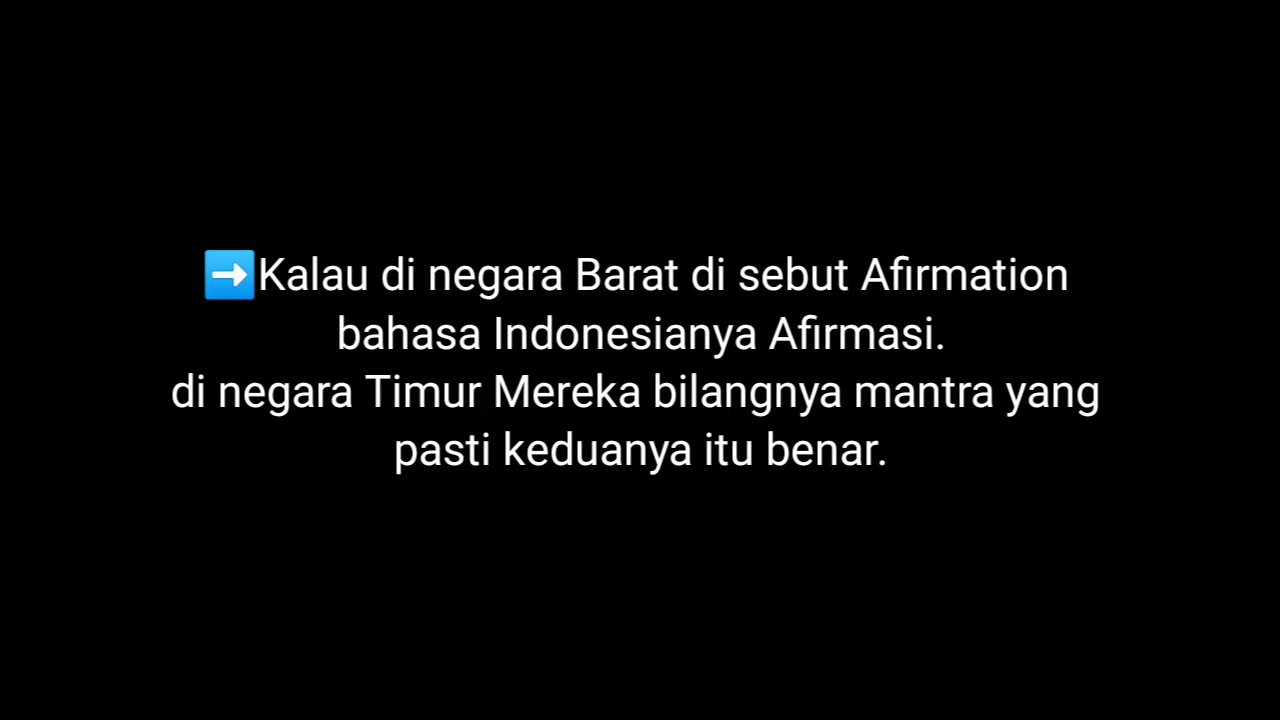 ➡️Kalau di negara Barat di sebut Afirmation
bahasa Indonesianya Afirmasi.
di negara Timur Mereka bilangnya mantra yang
pasti keduanya itu benar.